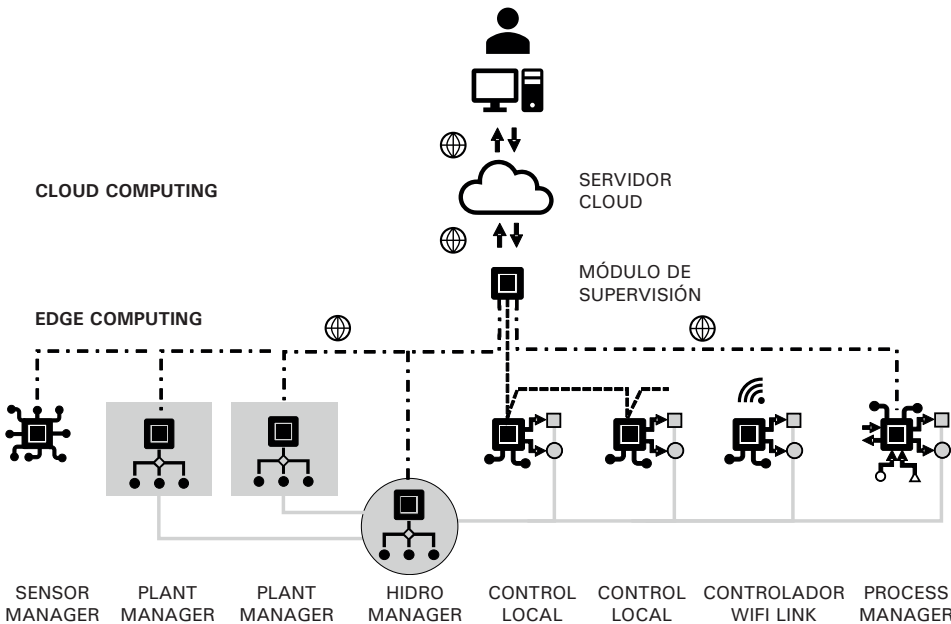 CLOUD COMPUTING
SERVIDOR
CLOUD
MÓDULO DE
SUPERVISIÓN
EDGE COMPUTING
SENSOR
MANAGER
PLANT
MANAGER
PLANT
MANAGER
HIDRO
MANAGER
CONTROL
LOCAL
CONTROL
LOCAL
CONTROLADOR
WIFI LINK
PROCESS
MANAGER